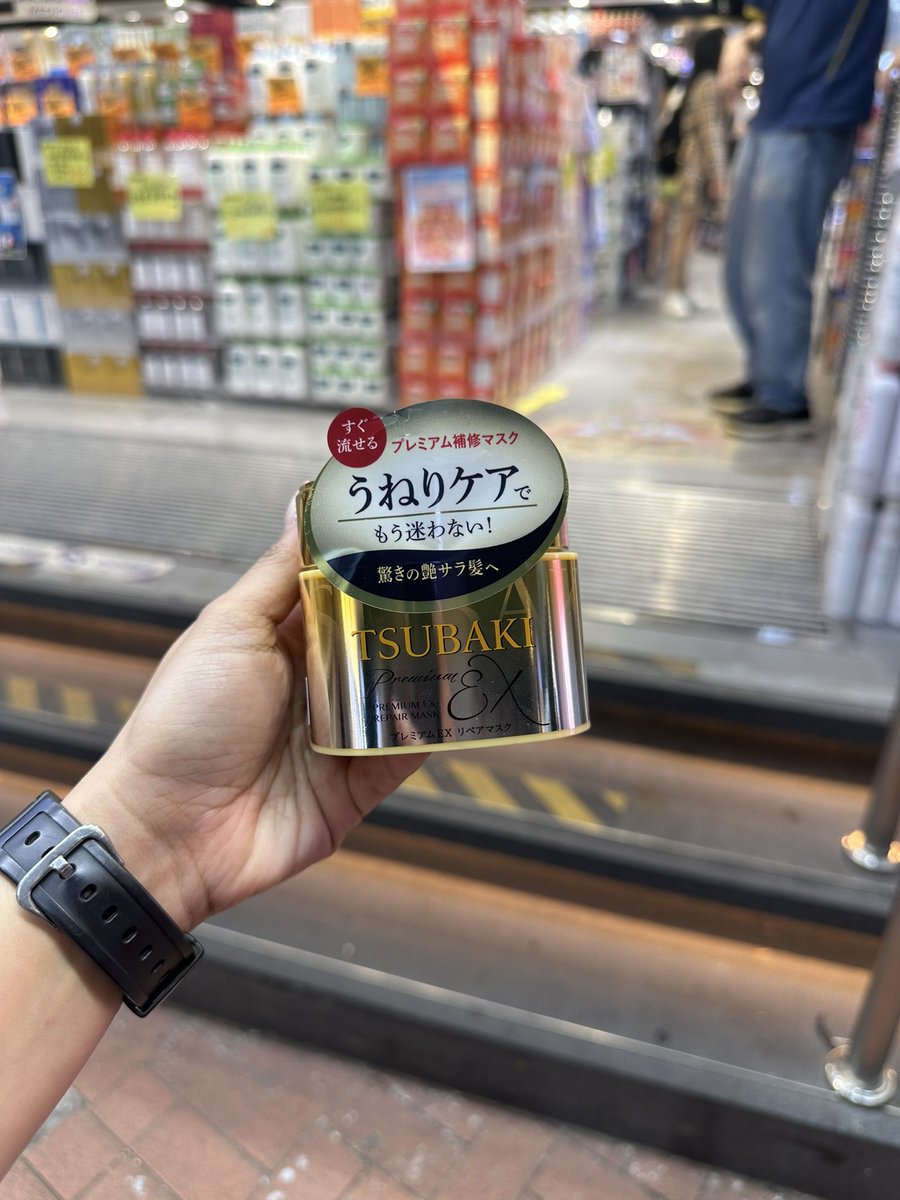 すぐ
流せる
プレミアム補修マスク
うねりケアで
もう迷わない!
驚きの艶サラ髪へ
TSUBAKI
Premium EX
PREMIUM EX
REPAIR MASK
プレミアムEX リペアマスク